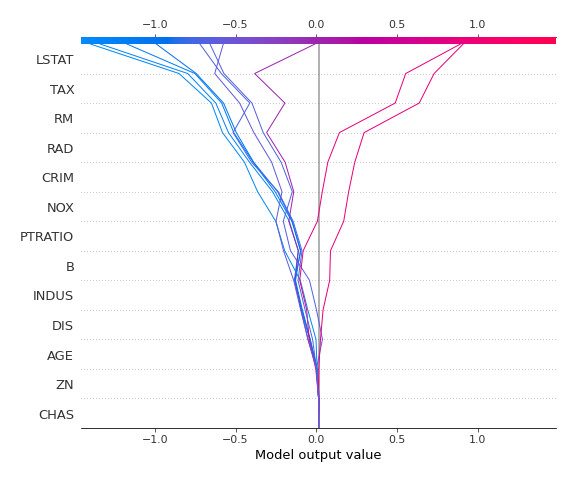 −1.0 −0.5 0.0 0.5 1.0
LSTAT
TAX
RM
RAD
CRIM
NOX
PTRATIO
B
INDUS
DIS
AGE
ZN
CHAS
−1.0 −0.5 0.0 0.5 1.0
Model output value